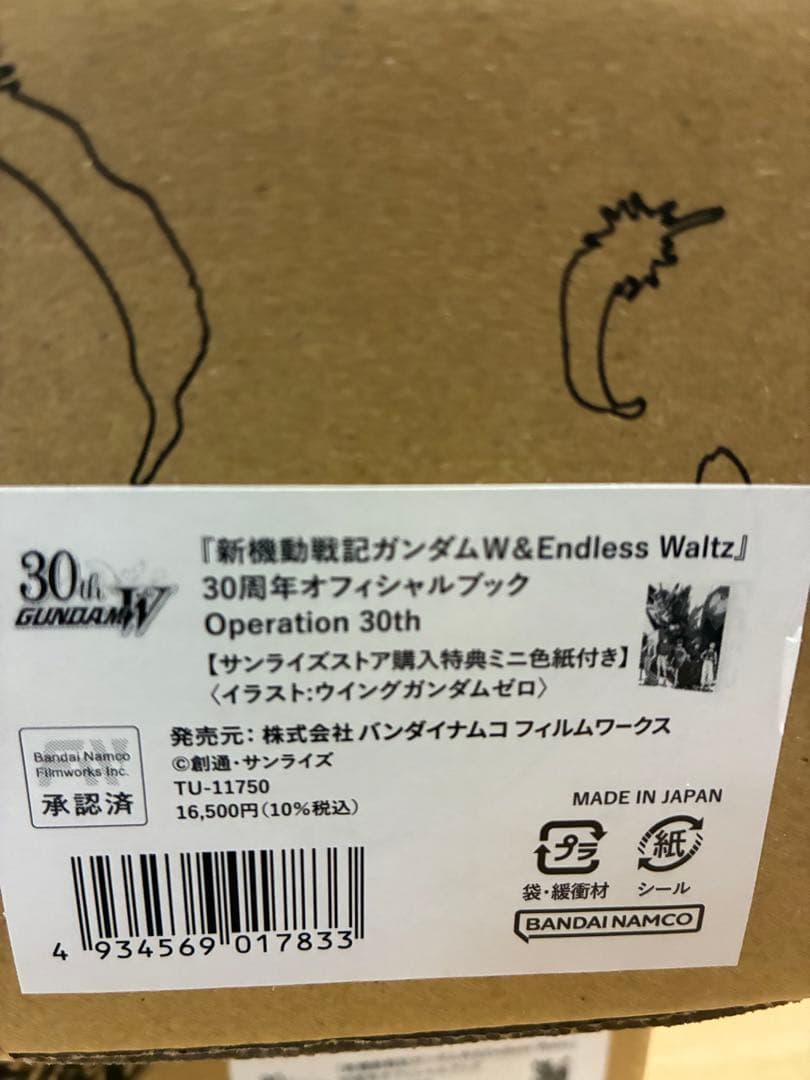 30th
GUNDAM W
『新機動戦記ガンダムW&Endless Waltz』
30周年オフィシャルブック
Operation 30th
【サンライズストア購入特典ミニ色紙付き】
〈イラスト:ウイングガンダムゼロ〉
発売元:株式会社バンダイナムコフィルムワークス
©創通・サンライズ
TU-11750
16,500円(10%税込)
Bandai Namco
Filmworks Inc.
承認済
MADE IN JAPAN
プラ
紙
袋・緩衝材
シール
BANDAI NAMCO
4 934569 017833